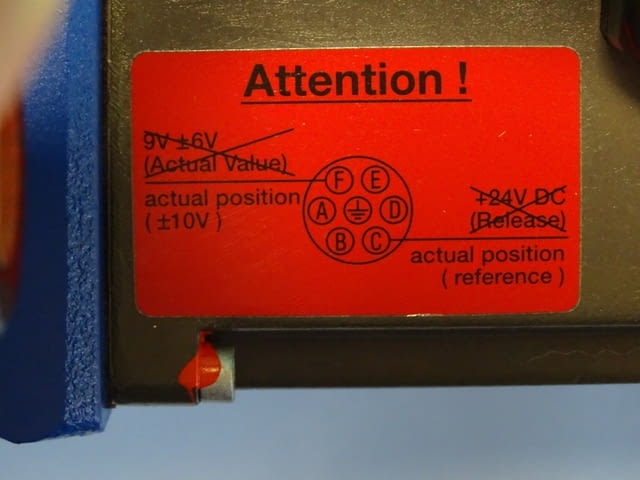 Attention !
9V ±6V
(Actual Value)
actual position
( ±10V )
F E
A D
B C
+24V DC
(Release)
actual position
( reference )